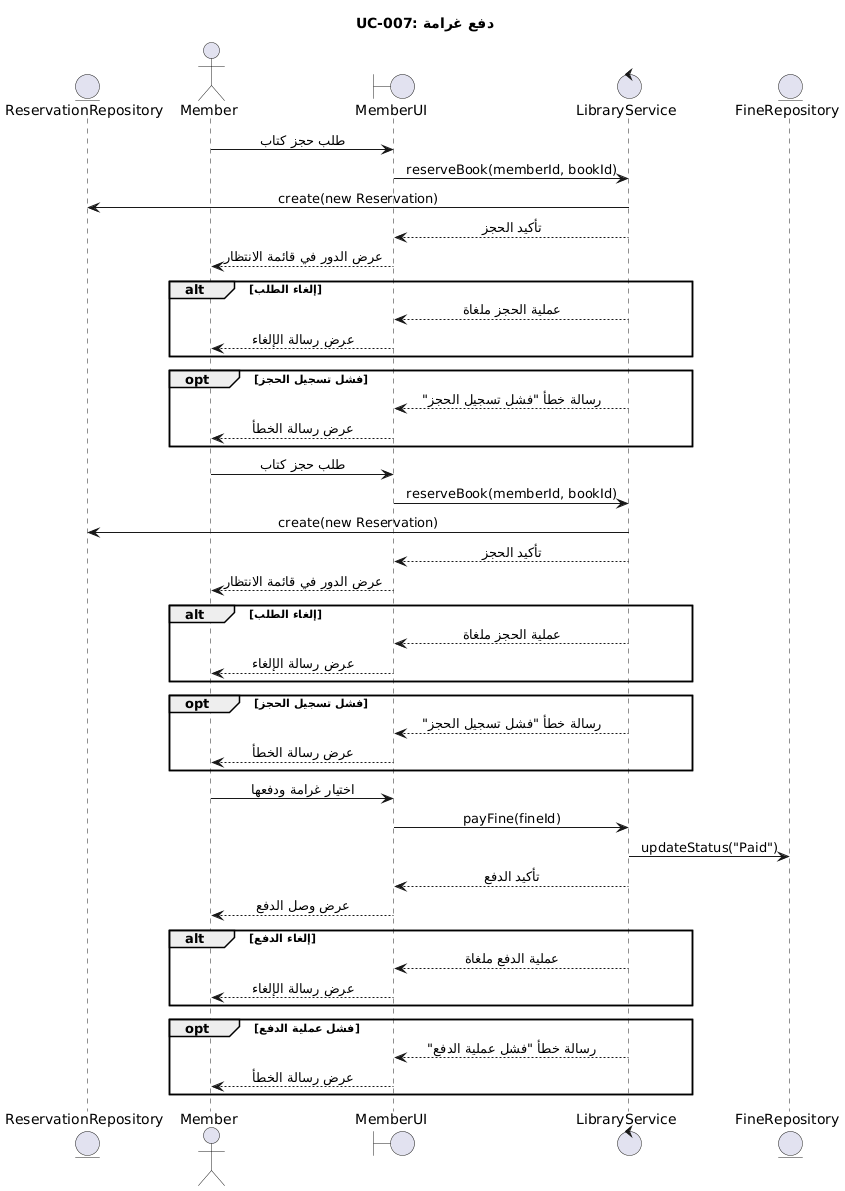 UC-007: دفع غرامة
ReservationRepository Member MemberUI LibraryService FineRepository
طلب حجز كتاب
reserveBook(memberId, bookId)
create(new Reservation)
تأكيد الحجز
عرض الدور في قائمة الانتظار
alt [إلغاء الطلب]
عملية الحجز ملغاة
عرض رسالة الإلغاء
opt [فشل تسجيل الحجز]
رسالة خطأ "فشل تسجيل الحجز"
عرض رسالة الخطأ
طلب حجز كتاب
reserveBook(memberId, bookId)
create(new Reservation)
تأكيد الحجز
عرض الدور في قائمة الانتظار
alt [إلغاء الطلب]
عملية الحجز ملغاة
عرض رسالة الإلغاء
opt [فشل تسجيل الحجز]
رسالة خطأ "فشل تسجيل الحجز"
عرض رسالة الخطأ
اختيار غرامة ودفعها
payFine(fineId)
updateStatus("Paid")
تأكيد الدفع
عرض وصل الدفع
alt [إلغاء الدفع]
عملية الدفع ملغاة
عرض رسالة الإلغاء
opt [فشل عملية الدفع]
رسالة خطأ "فشل عملية الدفع"
عرض رسالة الخطأ
ReservationRepository Member MemberUI LibraryService FineRepository